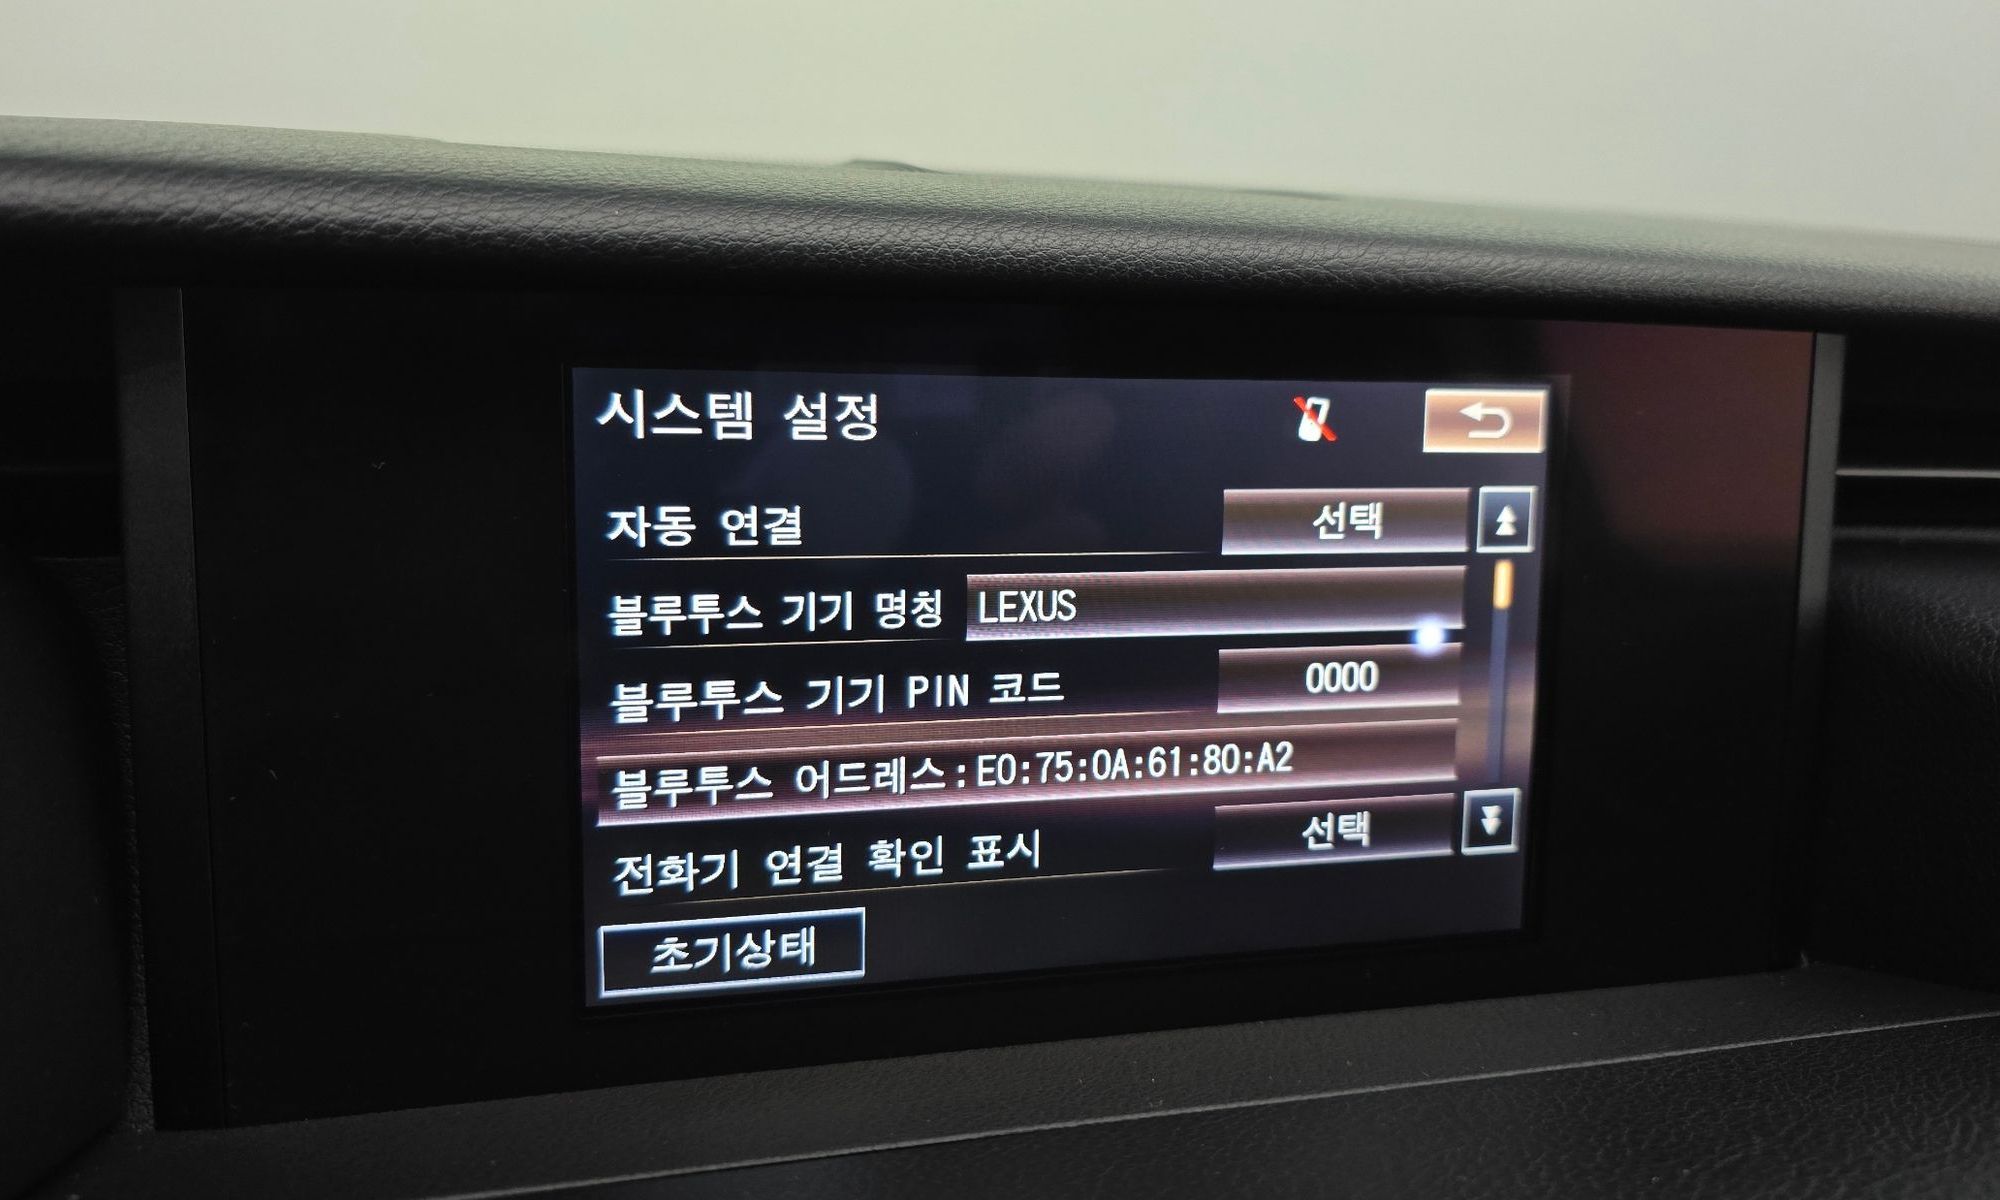 시스템 설정
자동 연결 선택
블루투스 기기 명칭 LEXUS
블루투스 기기 PIN 코드 0000
블루투스 어드레스:E0:75:0A:61:80:A2
전화기 연결 확인 표시 선택
초기상태